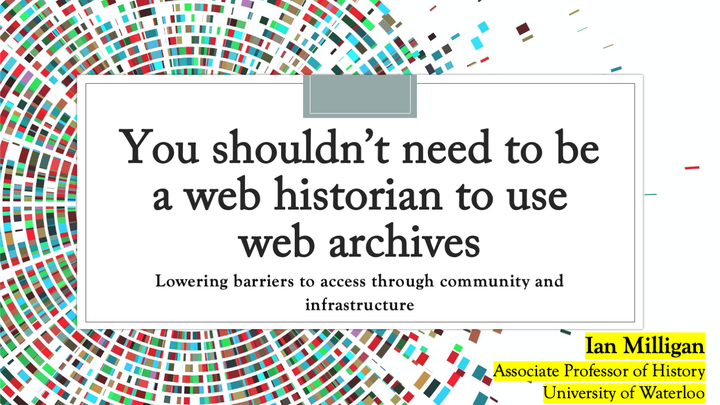 You shouldn’t need to be
a web historian to use
web archives
Lowering barriers to access through community and
infrastructure
Ian Milligan
Associate Professor of History
University of Waterloo